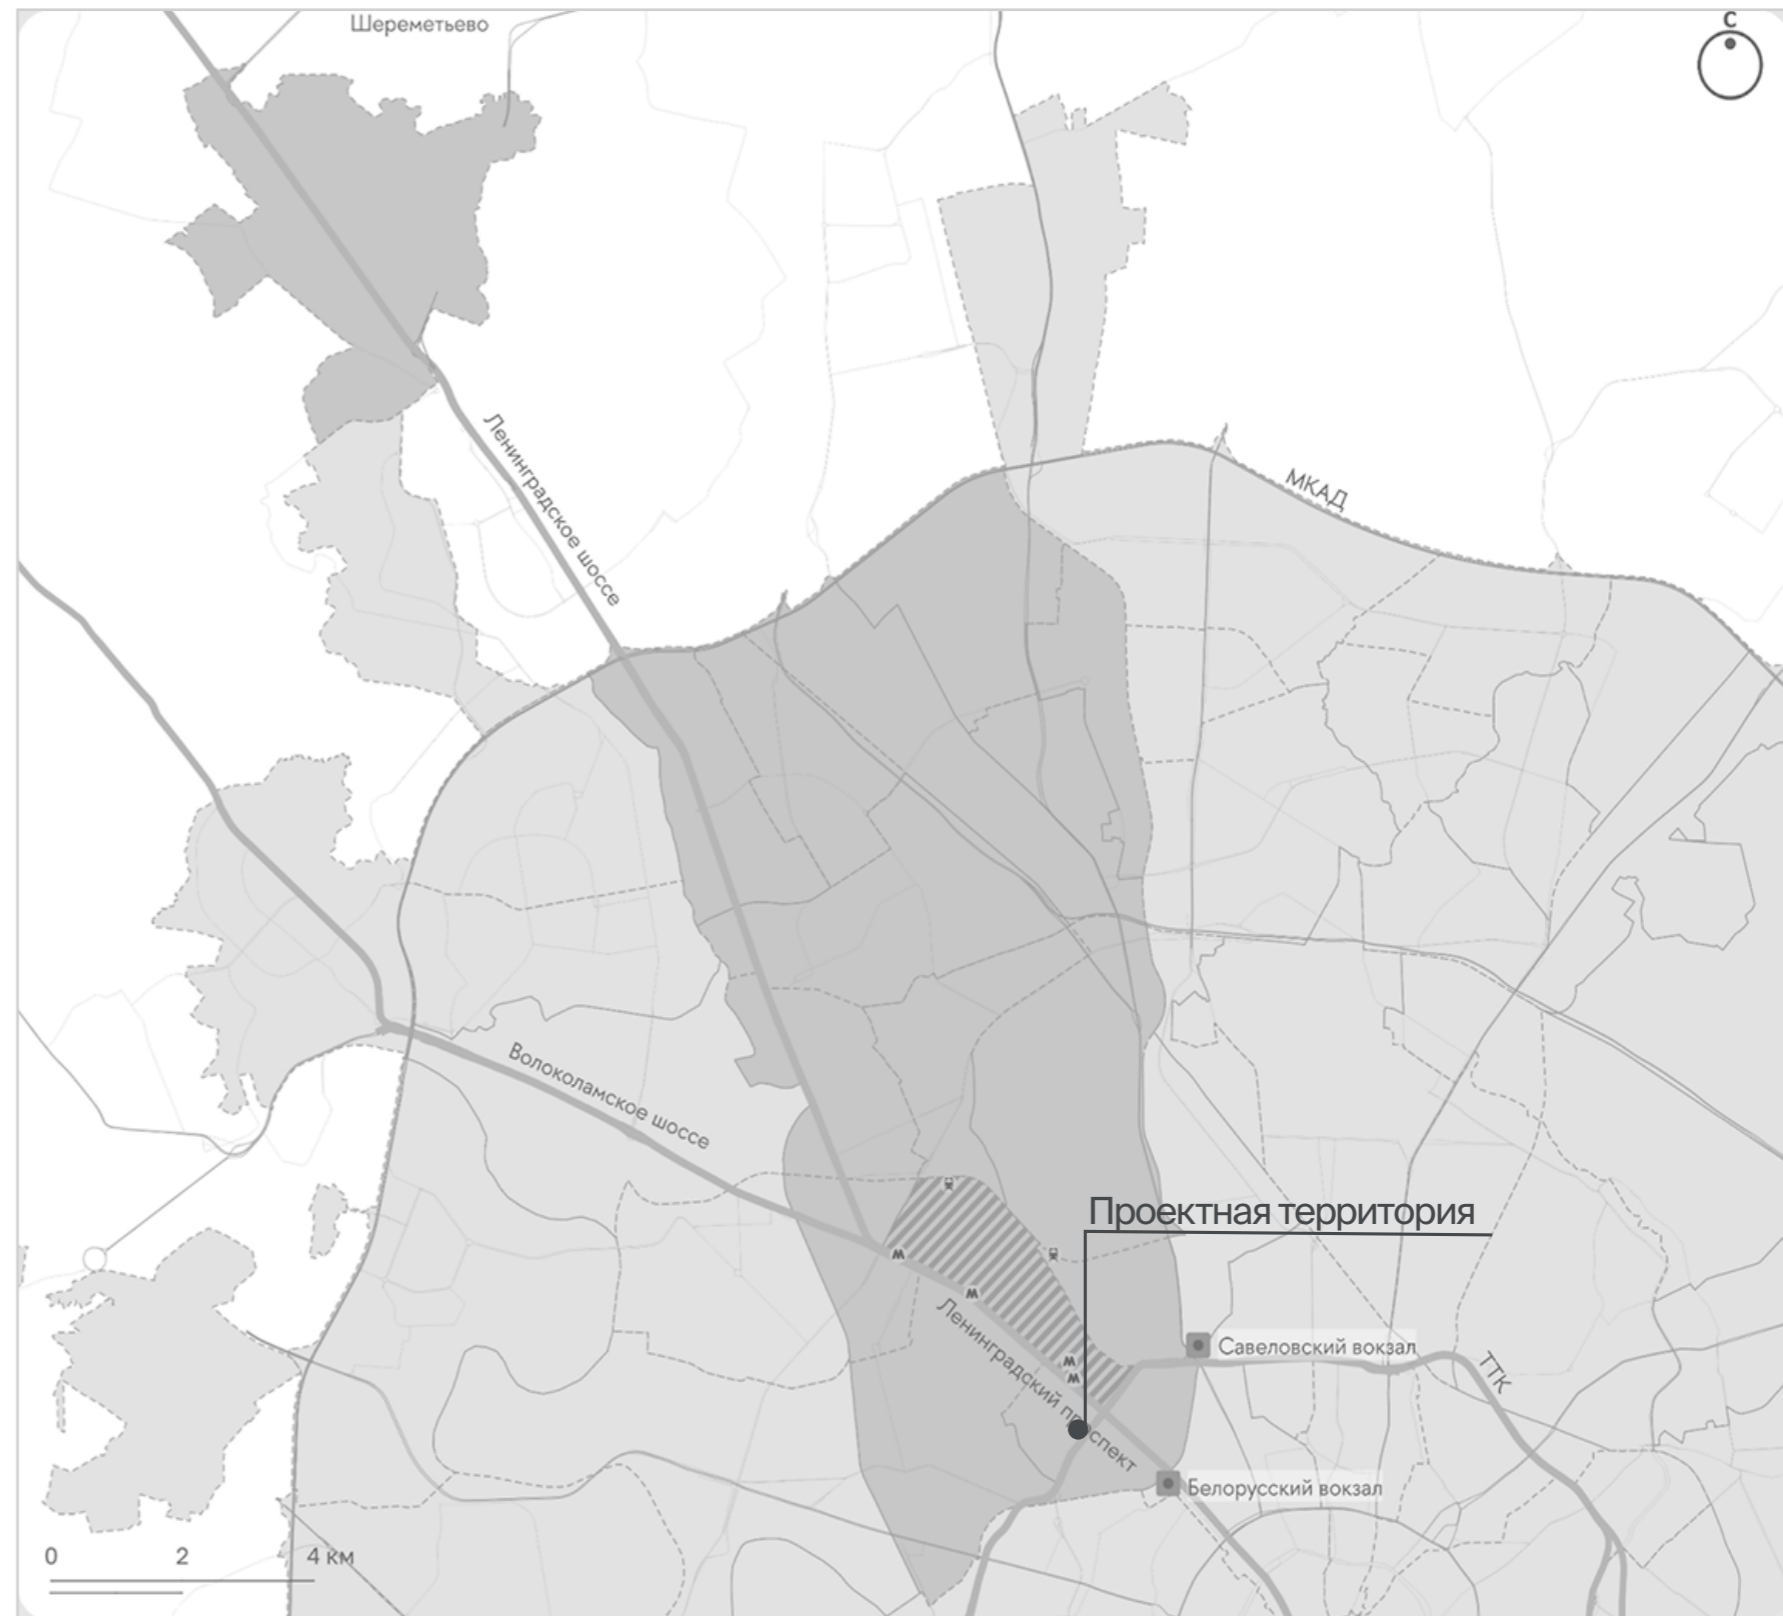 Шереметьево
С
Ленинградское шоссе
МКАД
Волоколамское шоссе
Проектная территория
М
М
Ленинградский проспект
М
М
Савеловский вокзал
ТТК
Белорусский вокзал
0 2 4 км